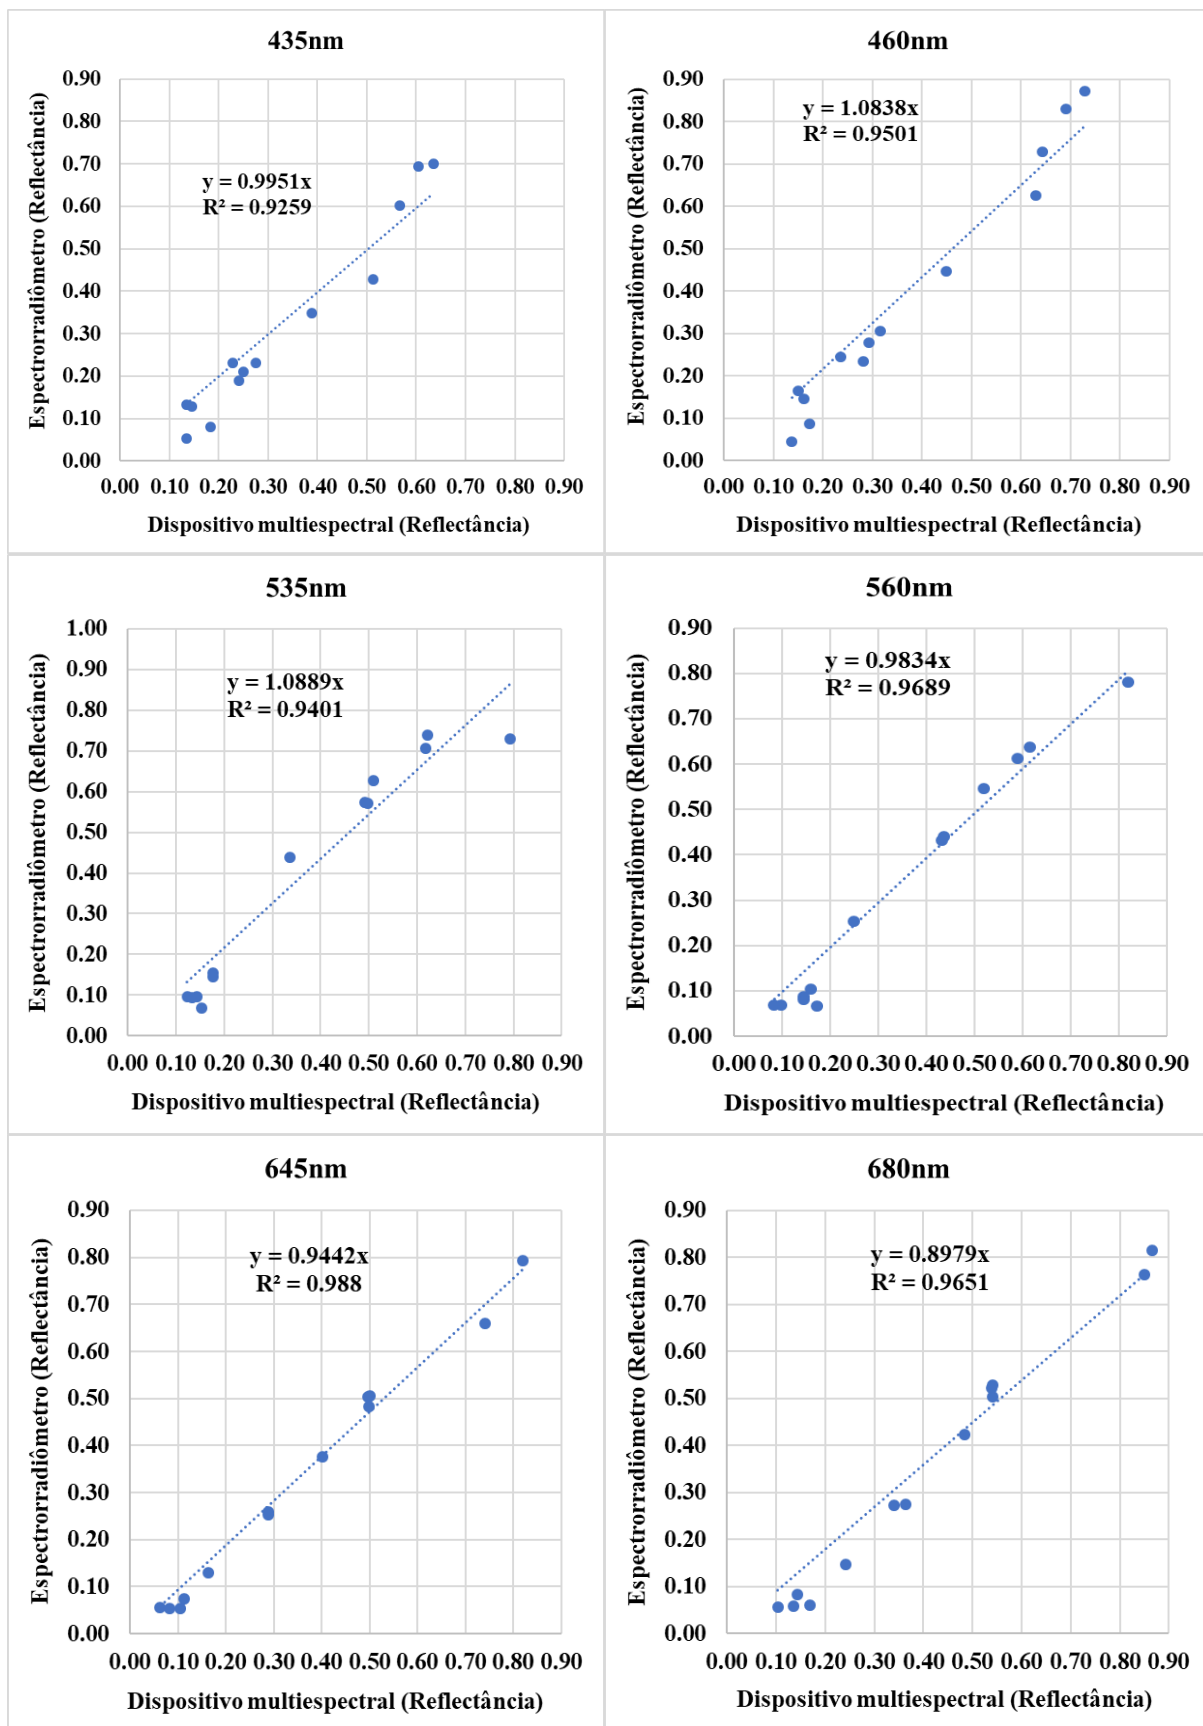 435nm
0.90
0.80
0.70
0.60
0.50
0.40
0.30
0.20
0.10
0.00
y = 0.9951x
R² = 0.9259
Espectrorradiômetro (Reflectância)
0.00 0.10 0.20 0.30 0.40 0.50 0.60 0.70 0.80 0.90
Dispositivo multiespectral (Reflectância)
460nm
0.90
0.80
0.70
0.60
0.50
0.40
0.30
0.20
0.10
0.00
y = 1.0838x
R² = 0.9501
Espectrorradiômetro (Reflectância)
0.00 0.10 0.20 0.30 0.40 0.50 0.60 0.70 0.80 0.90
Dispositivo multiespectral (Reflectância)
535nm
1.00
0.90
0.80
0.70
0.60
0.50
0.40
0.30
0.20
0.10
0.00
y = 1.0889x
R² = 0.9401
Espectrorradiômetro (Reflectância)
0.00 0.10 0.20 0.30 0.40 0.50 0.60 0.70 0.80 0.90
Dispositivo multiespectral (Reflectância)
560nm
0.90
0.80
0.70
0.60
0.50
0.40
0.30
0.20
0.10
0.00
y = 0.9834x
R² = 0.9689
Espectrorradiômetro (Reflectância)
0.00 0.10 0.20 0.30 0.40 0.50 0.60 0.70 0.80 0.90
Dispositivo multiespectral (Reflectância)
645nm
0.90
0.80
0.70
0.60
0.50
0.40
0.30
0.20
0.10
0.00
y = 0.9442x
R² = 0.988
Espectrorradiômetro (Reflectância)
0.00 0.10 0.20 0.30 0.40 0.50 0.60 0.70 0.80 0.90
Dispositivo multiespectral (Reflectância)
680nm
0.90
0.80
0.70
0.60
0.50
0.40
0.30
0.20
0.10
0.00
y = 0.8979x
R² = 0.9651
Espectrorradiômetro (Reflectância)
0.00 0.10 0.20 0.30 0.40 0.50 0.60 0.70 0.80 0.90
Dispositivo multiespectral (Reflectância)